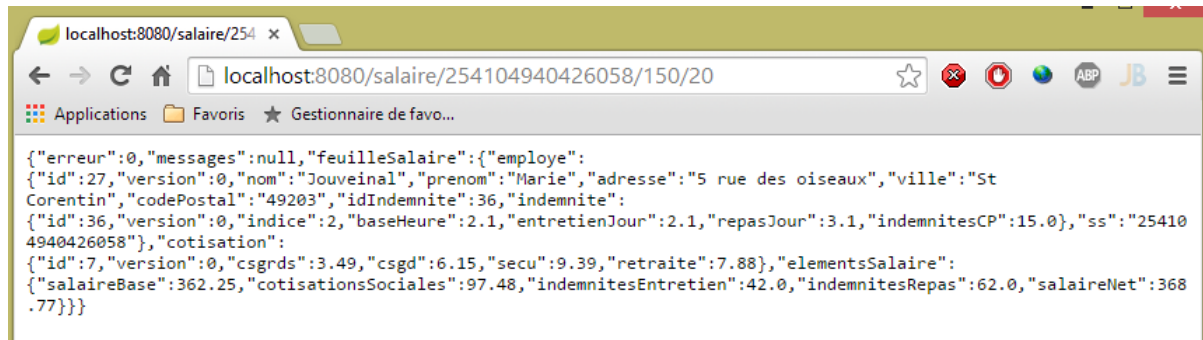 localhost:8080/salaire/254 ×
localhost:8080/salaire/254104940426058/150/20
ABP JB
Applications Favoris Gestionnaire de favo...
{"erreur":0,"messages":null,"feuilleSalaire":{"employe":
{"id":27,"version":0,"nom":"Jouveinal","prenom":"Marie","adresse":"5 rue des oiseaux","ville":"St
Corentin","codePostal":"49203","idIndemnite":36,"indemnite":
{"id":36,"version":0,"indice":2,"baseHeure":2.1,"entretienJour":2.1,"repasJour":3.1,"indemnitesCP":15.0},"ss":"25410
4940426058"},"cotisation":
{"id":7,"version":0,"csgrds":3.49,"csgd":6.15,"secu":9.39,"retraite":7.88},"elementsSalaire":
{"salaireBase":362.25,"cotisationsSociales":97.48,"indemnitesEntretien":42.0,"indemnitesRepas":62.0,"salaireNet":368
.77}}}